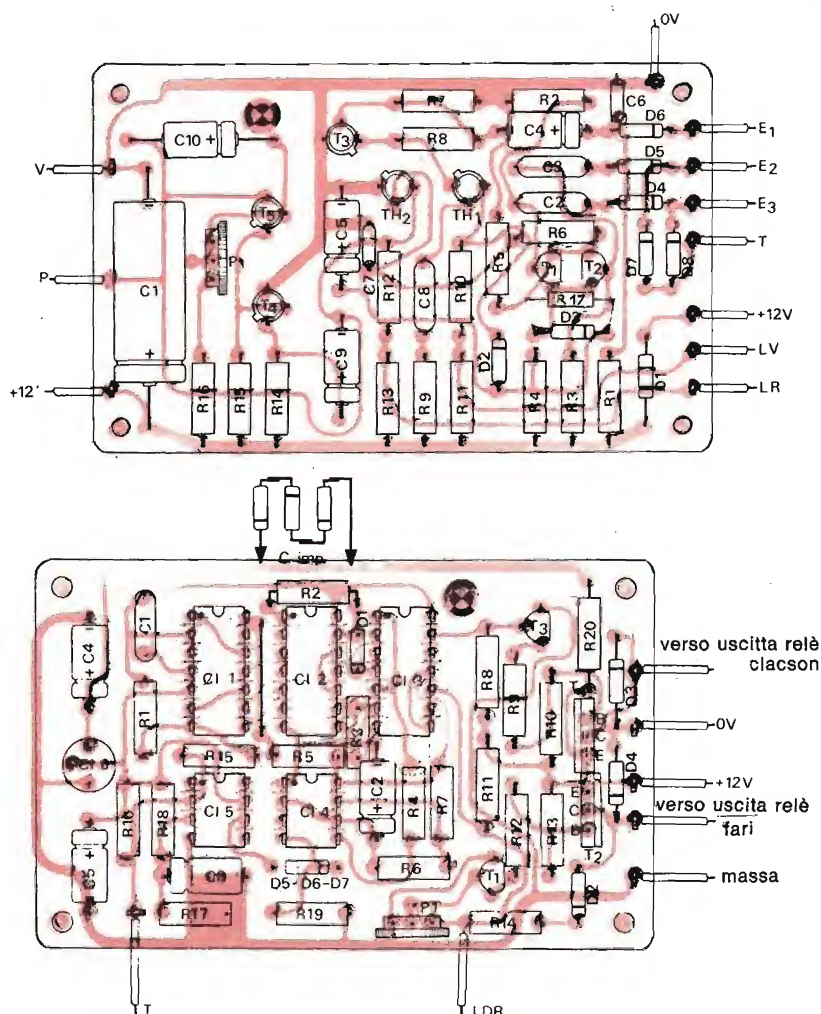 0V
R7
R2
C6
D6
E1
C10 +
T3
R8
C4 +
D5
E2
V
C3
D4
E3
TH2
TH1
C2
T5
C5
R6
T
P
C7
R12
C8
R10
R5
T1
T2
D7
D8
P
C1
T4
R17
+12V
D3
LV
C9
D2
D1
LR
+12'
R16
R15
R14
R13
R9
R11
R4
R3
R1
C imp.
R2
C4
C1
CI 1
CI 2
D1
CI 3
T3
R20
verso uscitta relè
clacson
R8
R9
D3
R1
R10
0V
R3
R15
R5
+12V
D4
R11
verso uscita relè
fari
R16
R18
CI 5
CI 4
C2
R4
R7
R12
R13
T2
C5
R6
T1
massa
D5-D6-D7
D2
R17
R19
PT
R14
LT
LDR